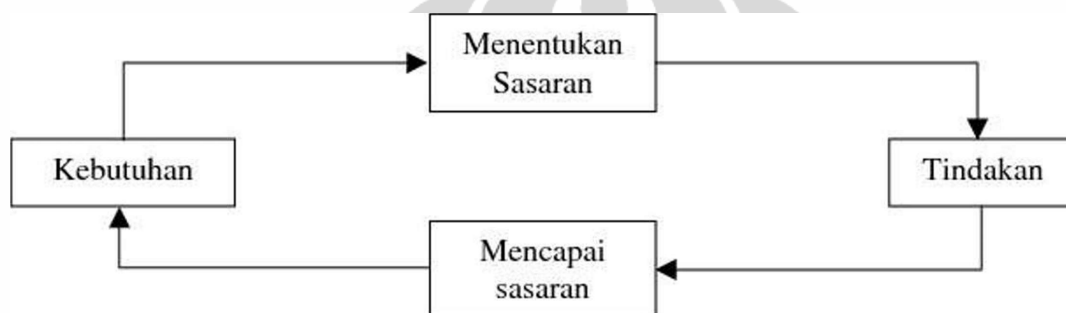 Menentukan
Sasaran
Kebutuhan
Tindakan
Mencapai
sasaran